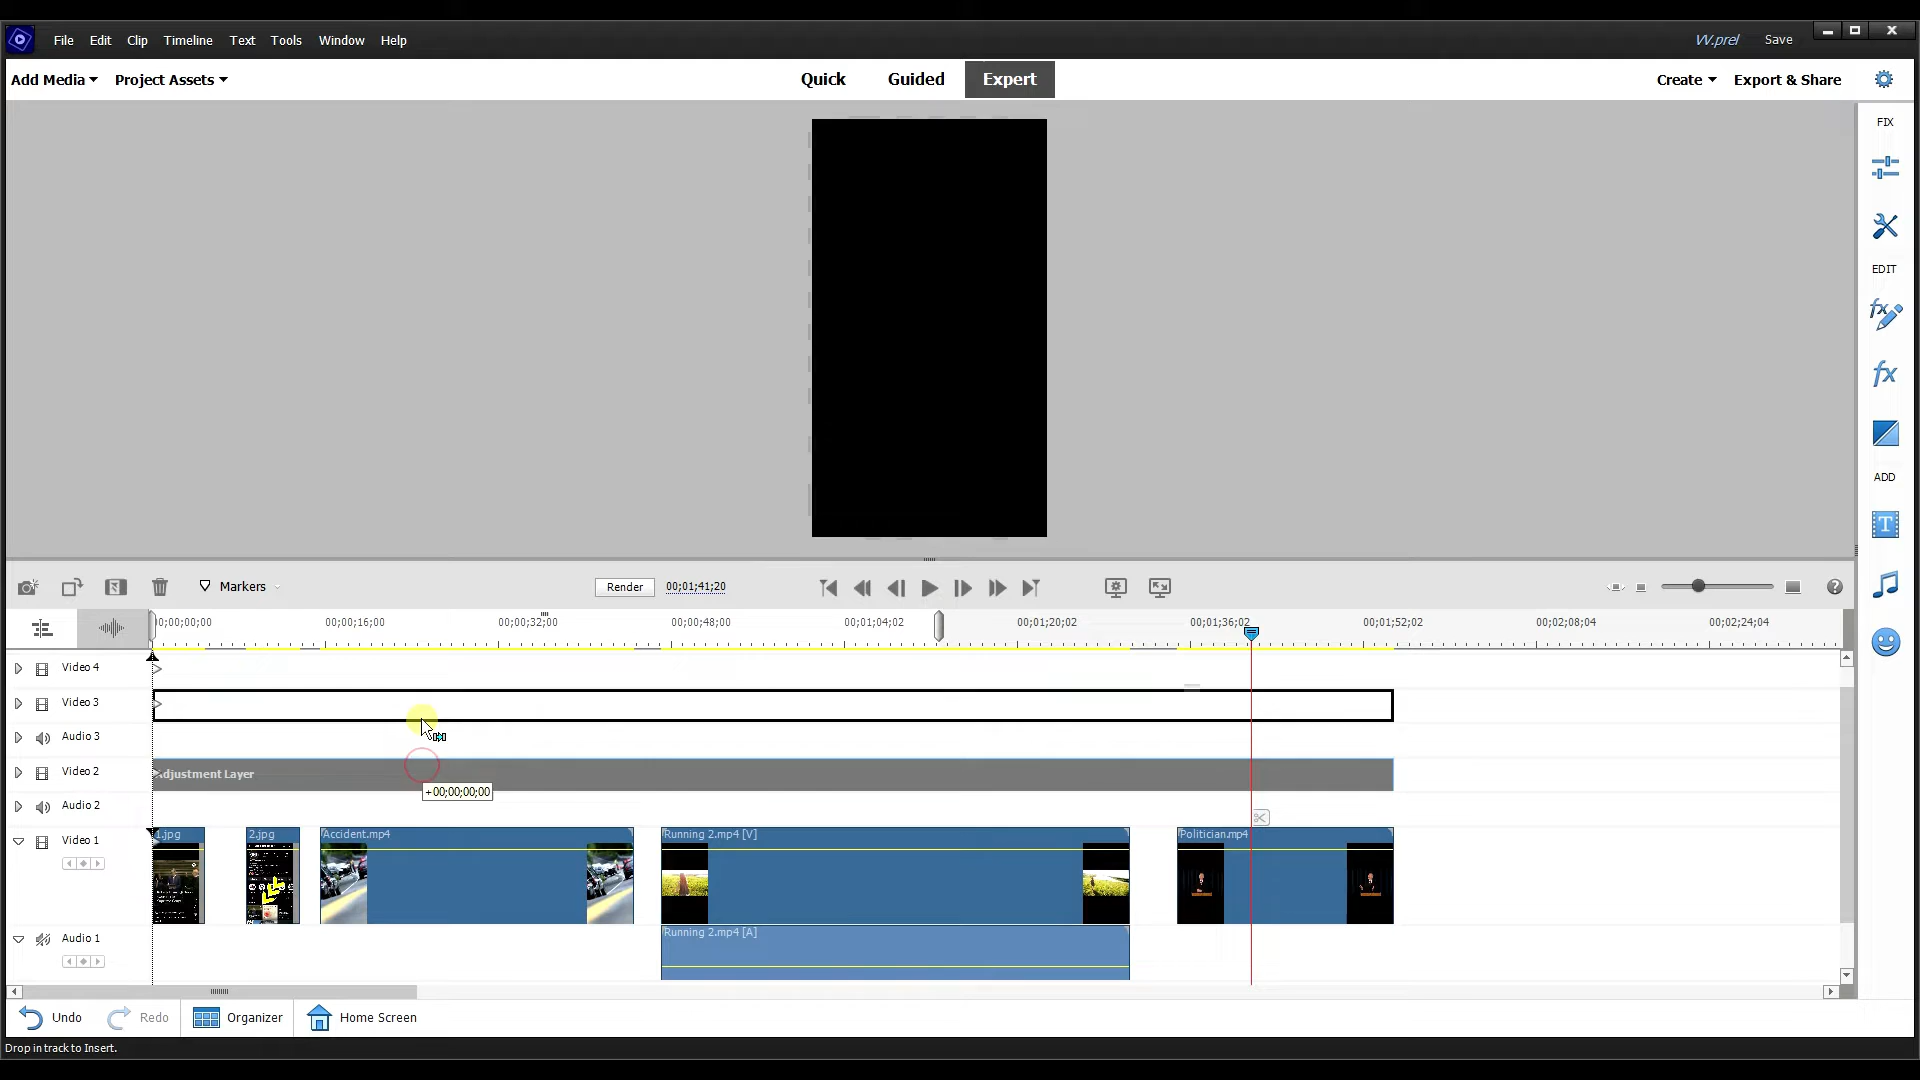 File Edit Clip Timeline Text Tools Window Help VV.prel Save
Add Media Project Assets Quick Guided Expert Create Export & Share
FIX
EDIT
fx
fx
ADD
T
Markers Render 00;01;41;20 ?
00;00;00;00 00;00;16;00 00;00;32;00 00;00;48;00 00;01;04;02 00;01;20;02 00;01;36;02 00;01;52;02 00;02;08;04 00;02;24;04
Video 4
Video 3
Audio 3
Video 2 Adjustment Layer
+00;00;00;00
Audio 2
Video 1 1.jpg 2.jpg Accident.mp4 Running 2.mp4 [V] Politician.mp4
Audio 1 Running 2.mp4 [A]
Undo Redo Organizer Home Screen
Drop in track to Insert.